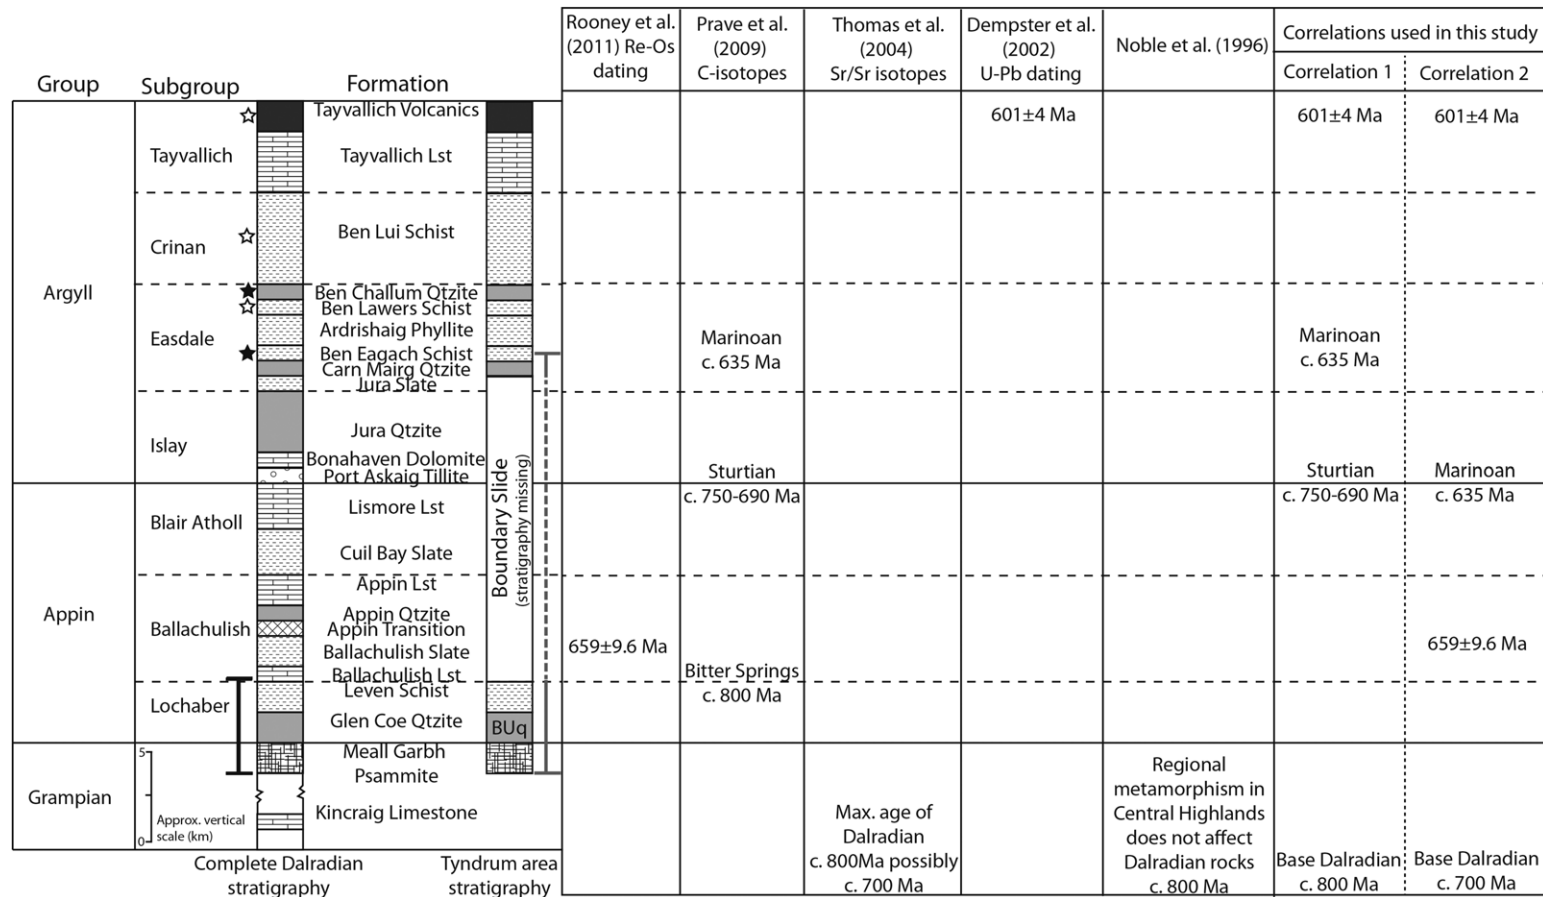 Rooney et al.
(2011) Re-Os
dating
Prave et al.
(2009)
C-isotopes
Thomas et al.
(2004)
Sr/Sr isotopes
Dempster et al.
(2002)
U-Pb dating
Noble et al. (1996)
Correlations used in this study
Correlation 1
Correlation 2
Group
Subgroup
Formation
Tayvallich Volcanics
601±4 Ma
601±4 Ma
601±4 Ma
Tayvallich
Tayvallich Lst
Crinan
Ben Lui Schist
Argyll
Ben Challum Qtzite
Ben Lawers Schist
Easdale
Ardrishaig Phyllite
Ben Eagach Schist
Carn Mairg Qtzite
Jura Slate
Marinoan
c. 635 Ma
Marinoan
c. 635 Ma
Islay
Jura Qtzite
Bonahaven Dolomite
Port Askaig Tillite
Sturtian
c. 750-690 Ma
Sturtian
c. 750-690 Ma
Marinoan
c. 635 Ma
Boundary Slide
(stratigraphy missing)
Blair Atholl
Lismore Lst
Cuil Bay Slate
Appin
Appin Lst
Appin Qtzite
Ballachulish
Appin Transition
Ballachulish Slate
Ballachulish Lst
659±9.6 Ma
659±9.6 Ma
Bitter Springs
c. 800 Ma
Lochaber
Leven Schist
Glen Coe Qtzite
BUq
Grampian
Meall Garbh
Psammite
Kincraig Limestone
5
0
Approx. vertical
scale (km)
Max. age of
Dalradian
c. 800Ma possibly
c. 700 Ma
Regional
metamorphism in
Central Highlands
does not affect
Dalradian rocks
c. 800 Ma
Base Dalradian
c. 800 Ma
Base Dalradian
c. 700 Ma
Complete Dalradian
stratigraphy
Tyndrum area
stratigraphy